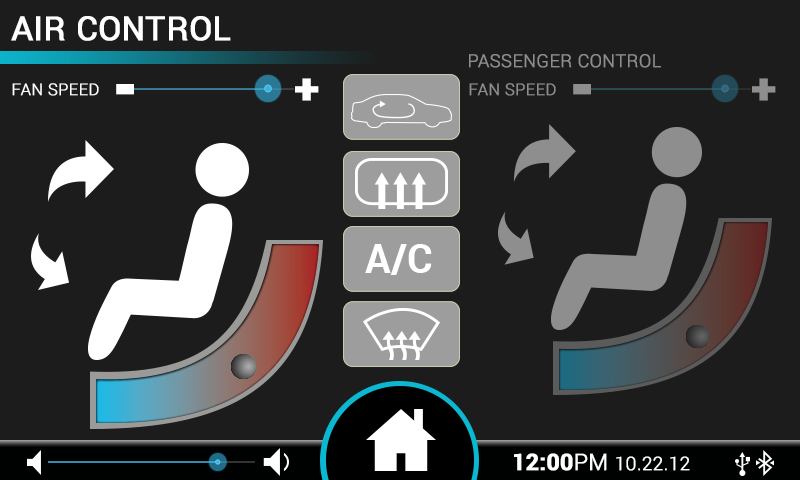 AIR CONTROL
PASSENGER CONTROL
FAN SPEED
FAN SPEED
A/C
12:00PM 10.22.12